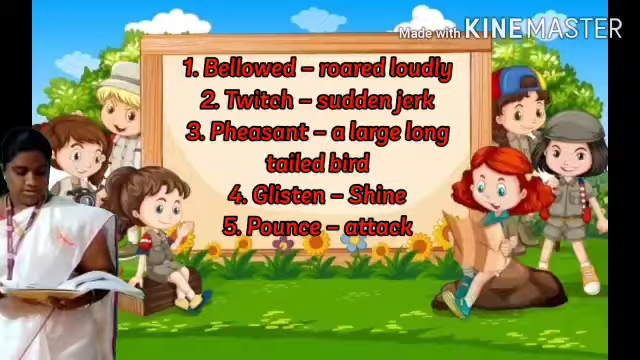 Made with KINEMASTER
1. Bellowed – roared loudly
2. Twitch – sudden jerk
3. Pheasant – a large long
tailed bird
4. Glisten – Shine
5. Pounce – attack